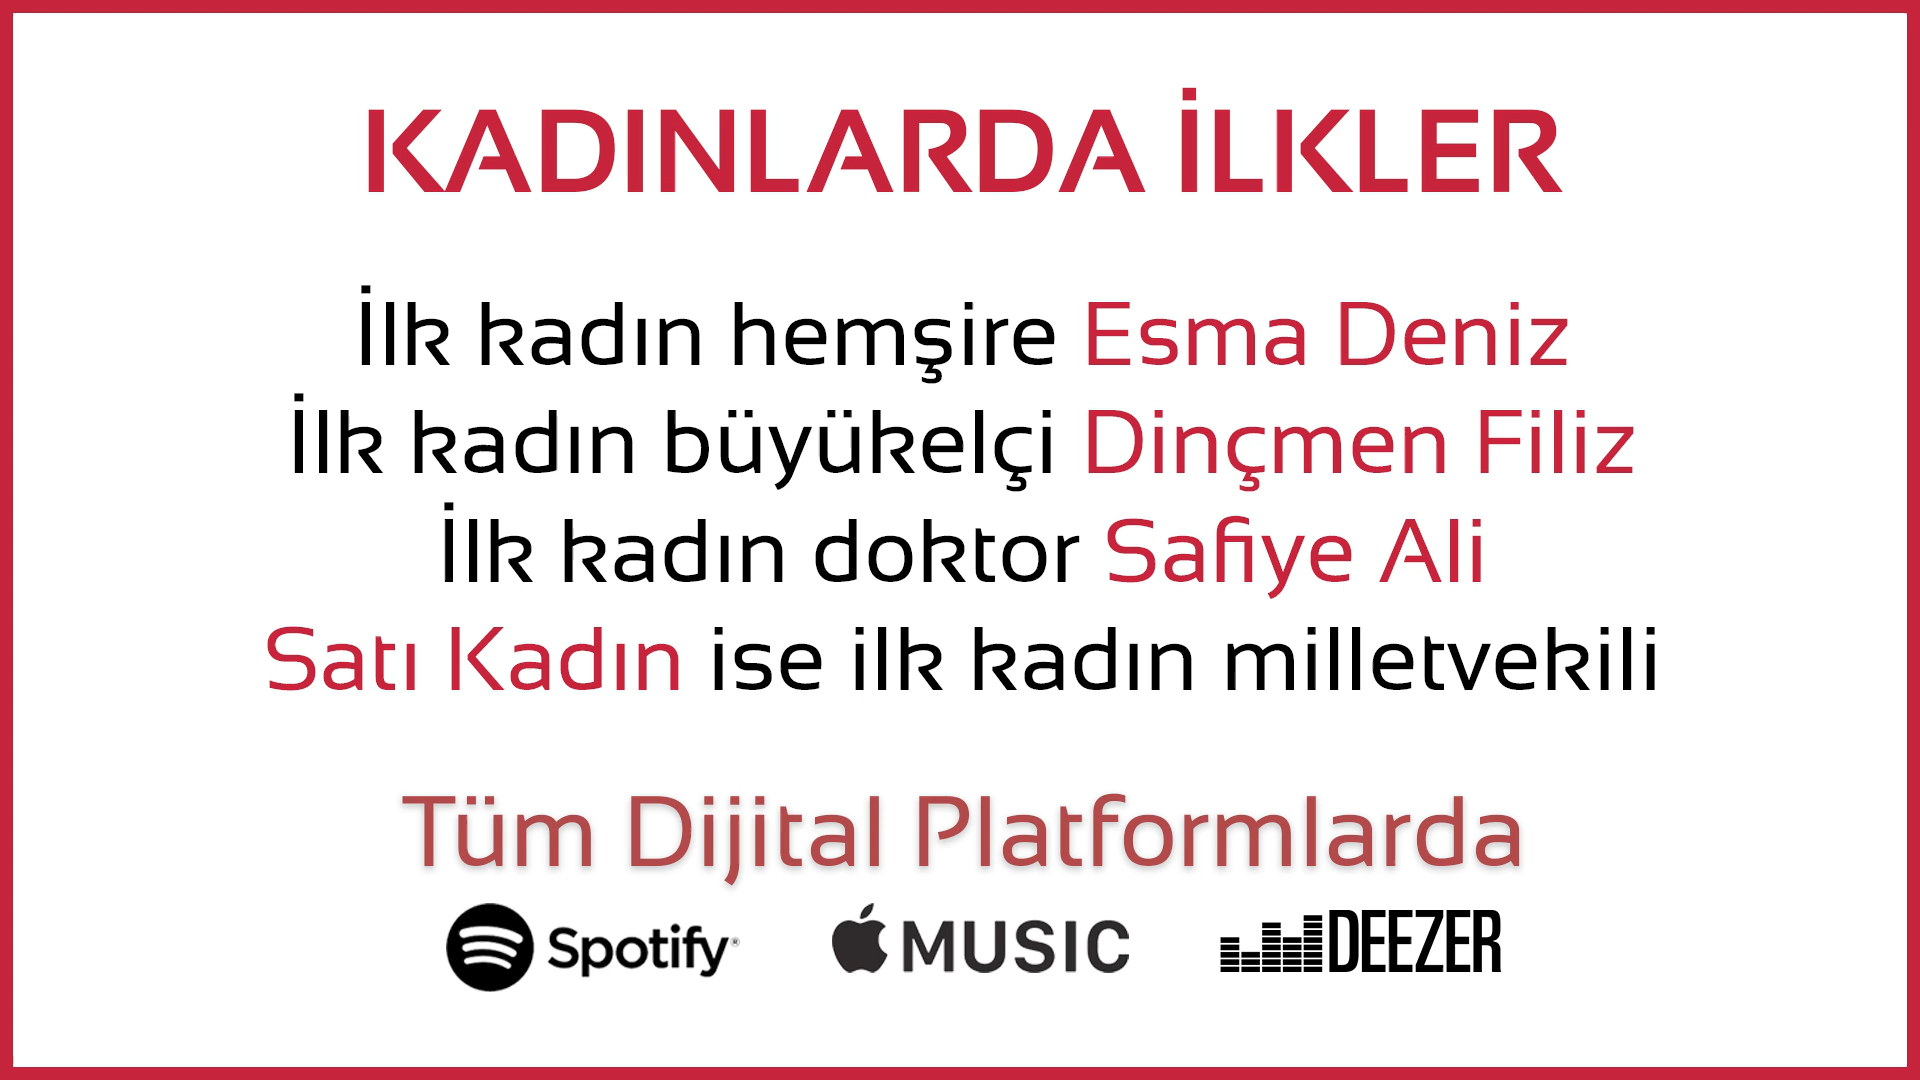 KADINLARDA İLKLER
İlk kadın hemşire Esma Deniz
İlk kadın büyükelçi Dinçmen Filiz
İlk kadın doktor Safiye Ali
Satı Kadın ise ilk kadın milletvekili
Tüm Dijital Platformlarda
Spotify® MUSIC DEEZER